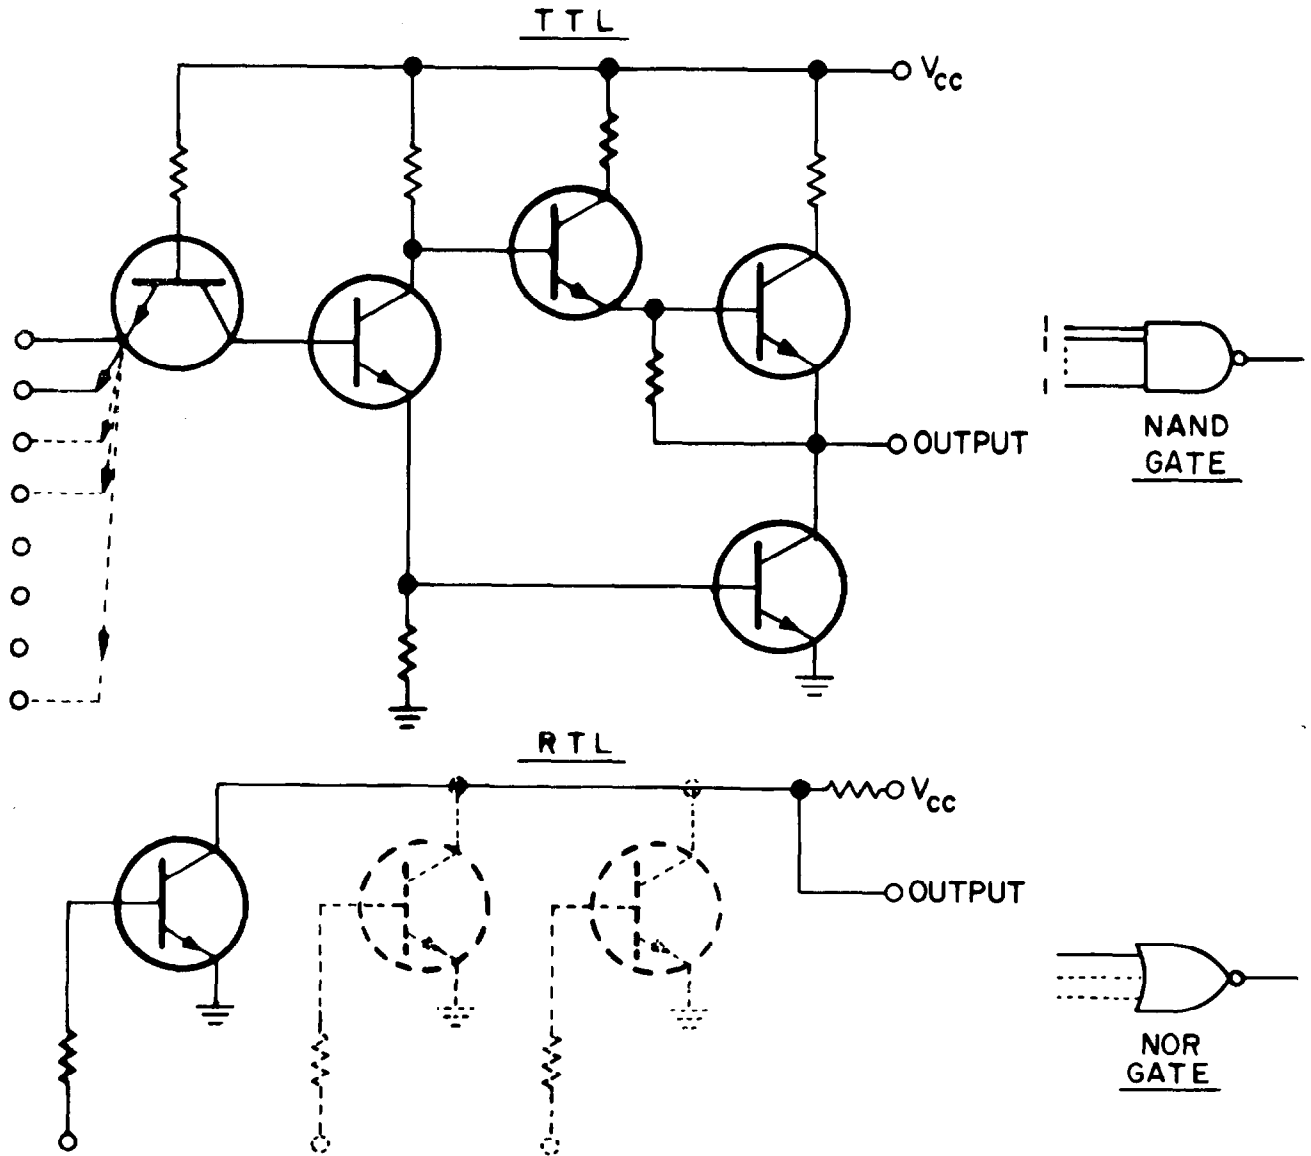 TTL
Vcc
OUTPUT
NAND
GATE
RTL
Vcc
OUTPUT
NOR
GATE